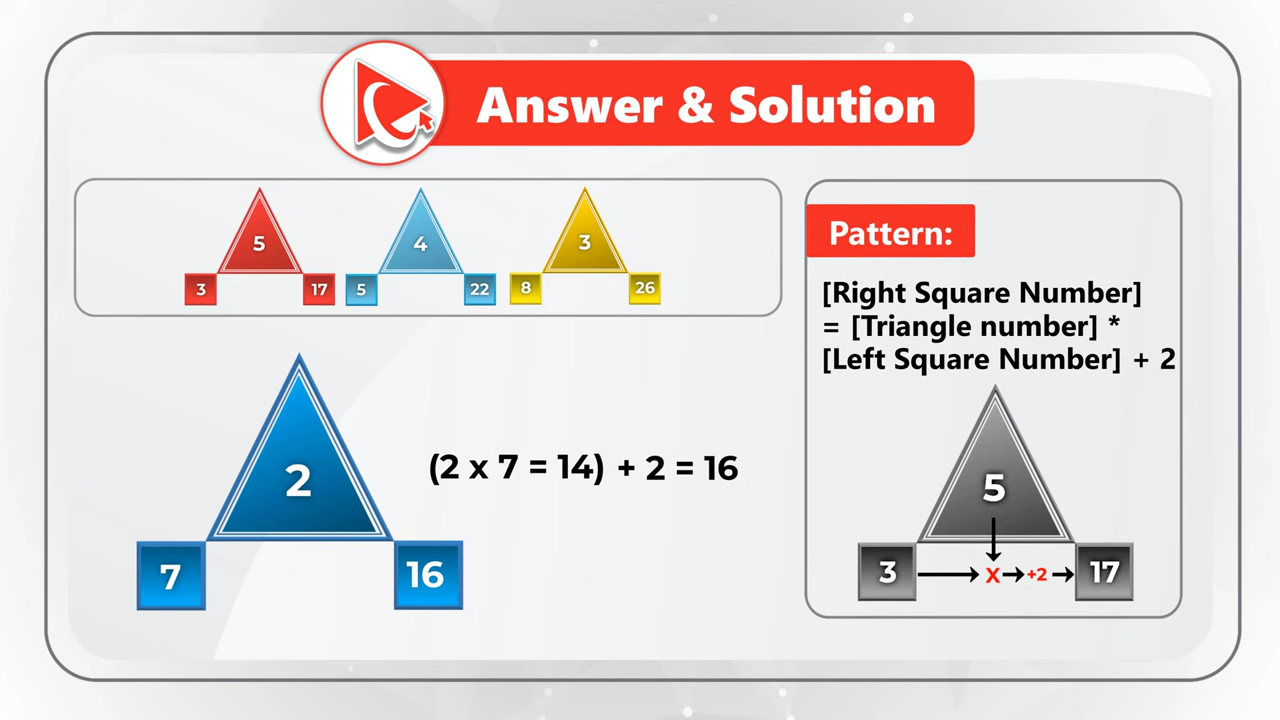 Answer & Solution
5
4
3
3
17
5
22
8
26
Pattern:
[Right Square Number]
= [Triangle number] *
[Left Square Number] + 2
2
(2 x 7 = 14) + 2 = 16
7
16
5
3
X
+2
17